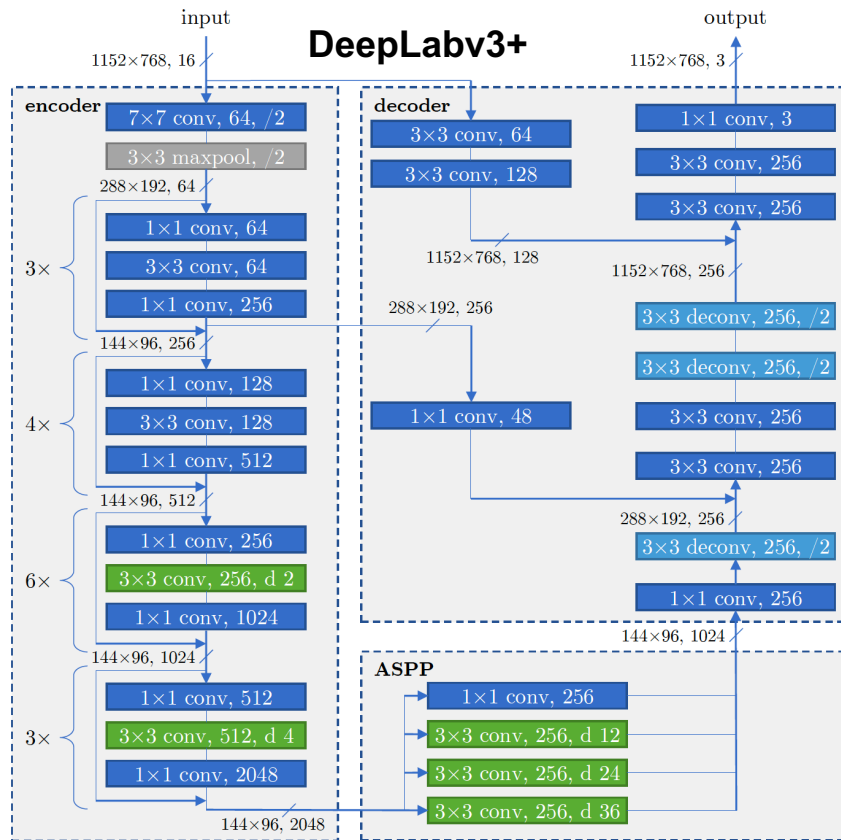 input
DeepLabv3+
output
1152×768, 16
1152×768, 3
encoder
7×7 conv, 64, /2
3×3 maxpool, /2
288×192, 64
3×
1×1 conv, 64
3×3 conv, 64
1×1 conv, 256
144×96, 256
4×
1×1 conv, 128
3×3 conv, 128
1×1 conv, 512
144×96, 512
6×
1×1 conv, 256
3×3 conv, 256, d 2
1×1 conv, 1024
144×96, 1024
3×
1×1 conv, 512
3×3 conv, 512, d 4
1×1 conv, 2048
144×96, 2048
decoder
3×3 conv, 64
3×3 conv, 128
1152×768, 128
288×192, 256
1×1 conv, 48
1×1 conv, 3
3×3 conv, 256
3×3 conv, 256
1152×768, 256
3×3 deconv, 256, /2
3×3 deconv, 256, /2
3×3 conv, 256
3×3 conv, 256
288×192, 256
3×3 deconv, 256, /2
1×1 conv, 256
144×96, 1024
ASPP
1×1 conv, 256
3×3 conv, 256, d 12
3×3 conv, 256, d 24
3×3 conv, 256, d 36